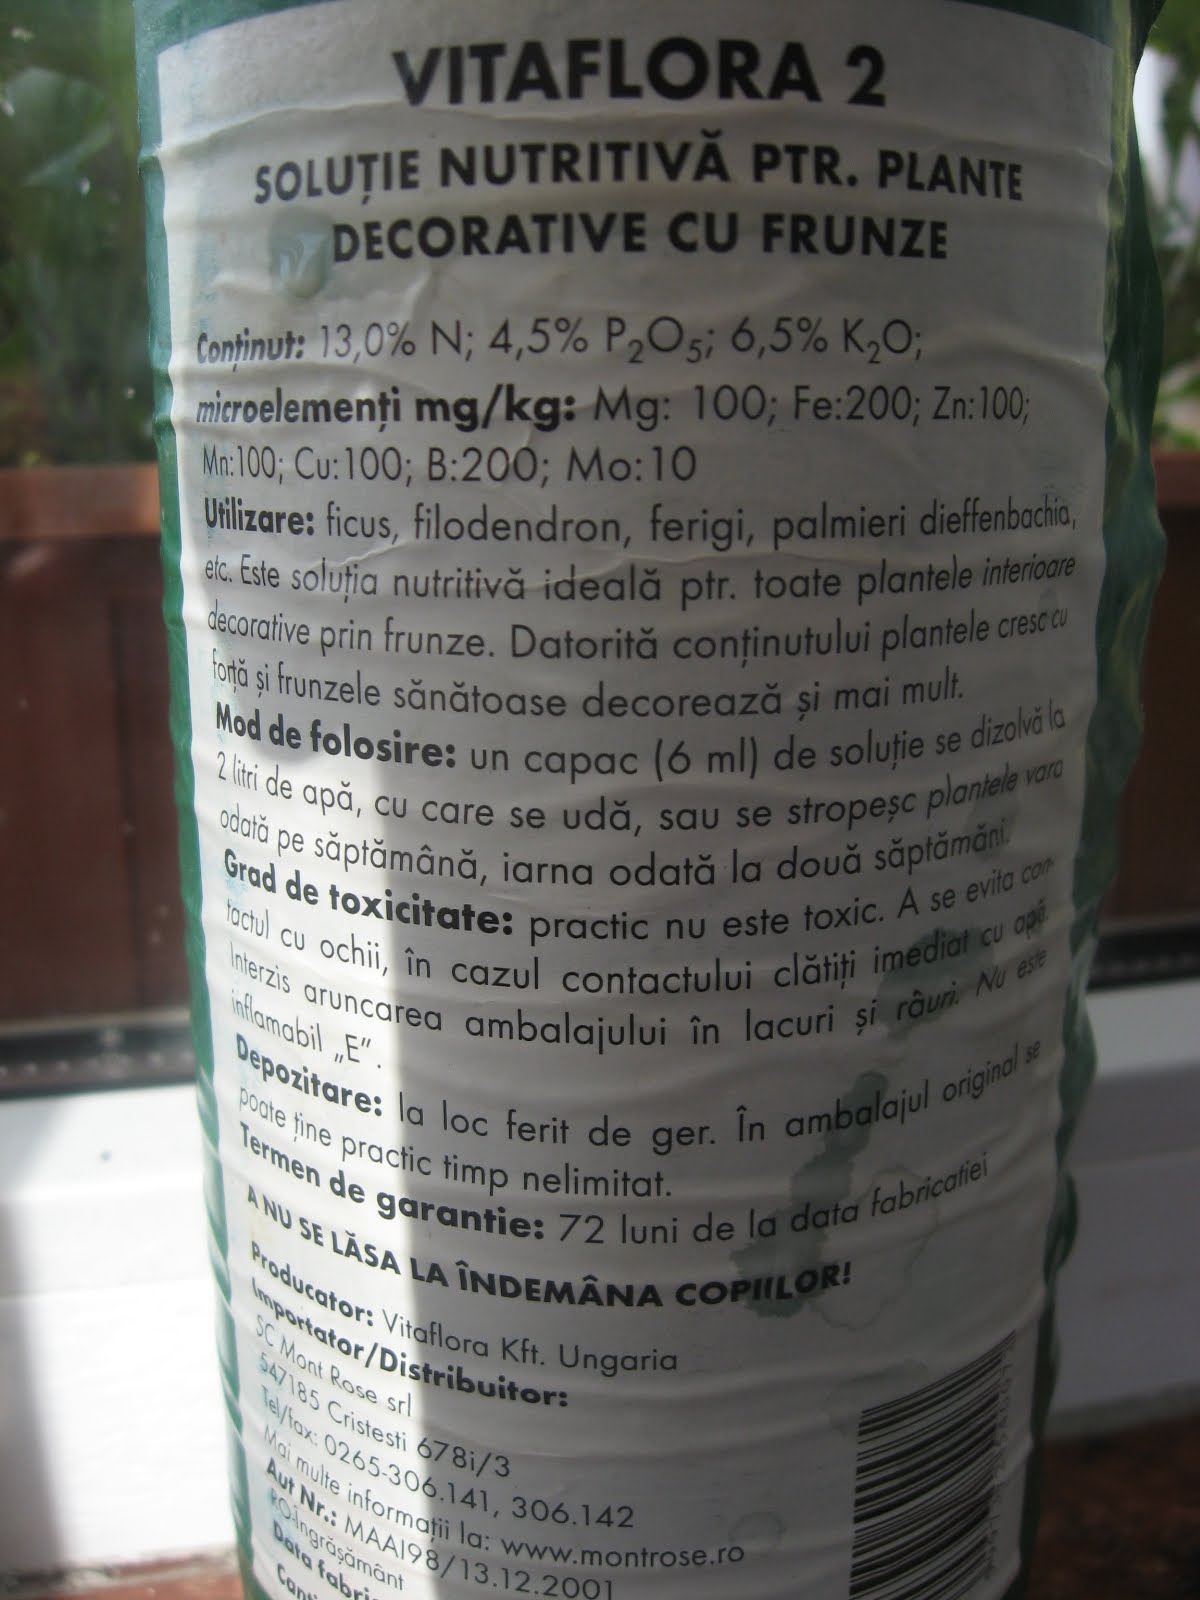 VITAFLORA 2
SOLUȚIE NUTRITIVĂ PTR. PLANTE
DECORATIVE CU FRUNZE
Conținut: 13,0% N; 4,5% P₂O₅; 6,5% K₂O;
microelemenți mg/kg: Mg: 100; Fe:200; Zn:100;
Mn:100; Cu:100; B:200; Mo:10
Utilizare: ficus, filodendron, ferigi, palmieri dieffenbachia,
etc. Este soluția nutritivă ideală ptr. toate plantele interioare
decorative prin frunze. Datorită conținutului plantele cresc cu
forță și frunzele sănătoase decorează și mai mult.
Mod de folosire: un capac (6 ml) de soluție se dizolvă la
2 litri de apă, cu care se udă, sau se stropesc plantele vara
odată pe săptămână, iarna odată la două săptămâni.
Grad de toxicitate: practic nu este toxic. A se evita con-
tactul cu ochii, în cazul contactului clătiți imediat cu apă.
Interzis aruncarea ambalajului în lacuri și râuri. Nu este
inflamabil „E”.
Depozitare: la loc ferit de ger. În ambalajul original se
poate ține practic timp nelimitat.
Termen de garantie: 72 luni de la data fabricatiei
A NU SE LĂSA LA ÎNDEMÂNA COPIILOR!
Producator: Vitaflora Kft. Ungaria
Importator/Distribuitor:
SC Mont Rose srl
547185 Cristesti 678i/3
Tel/fax: 0265-306.141, 306.142
Mai multe informații la: www.montrose.ro
Aut Nr.: MAAI98/13.12.2001
RO-Îngrășământ
Data fabri